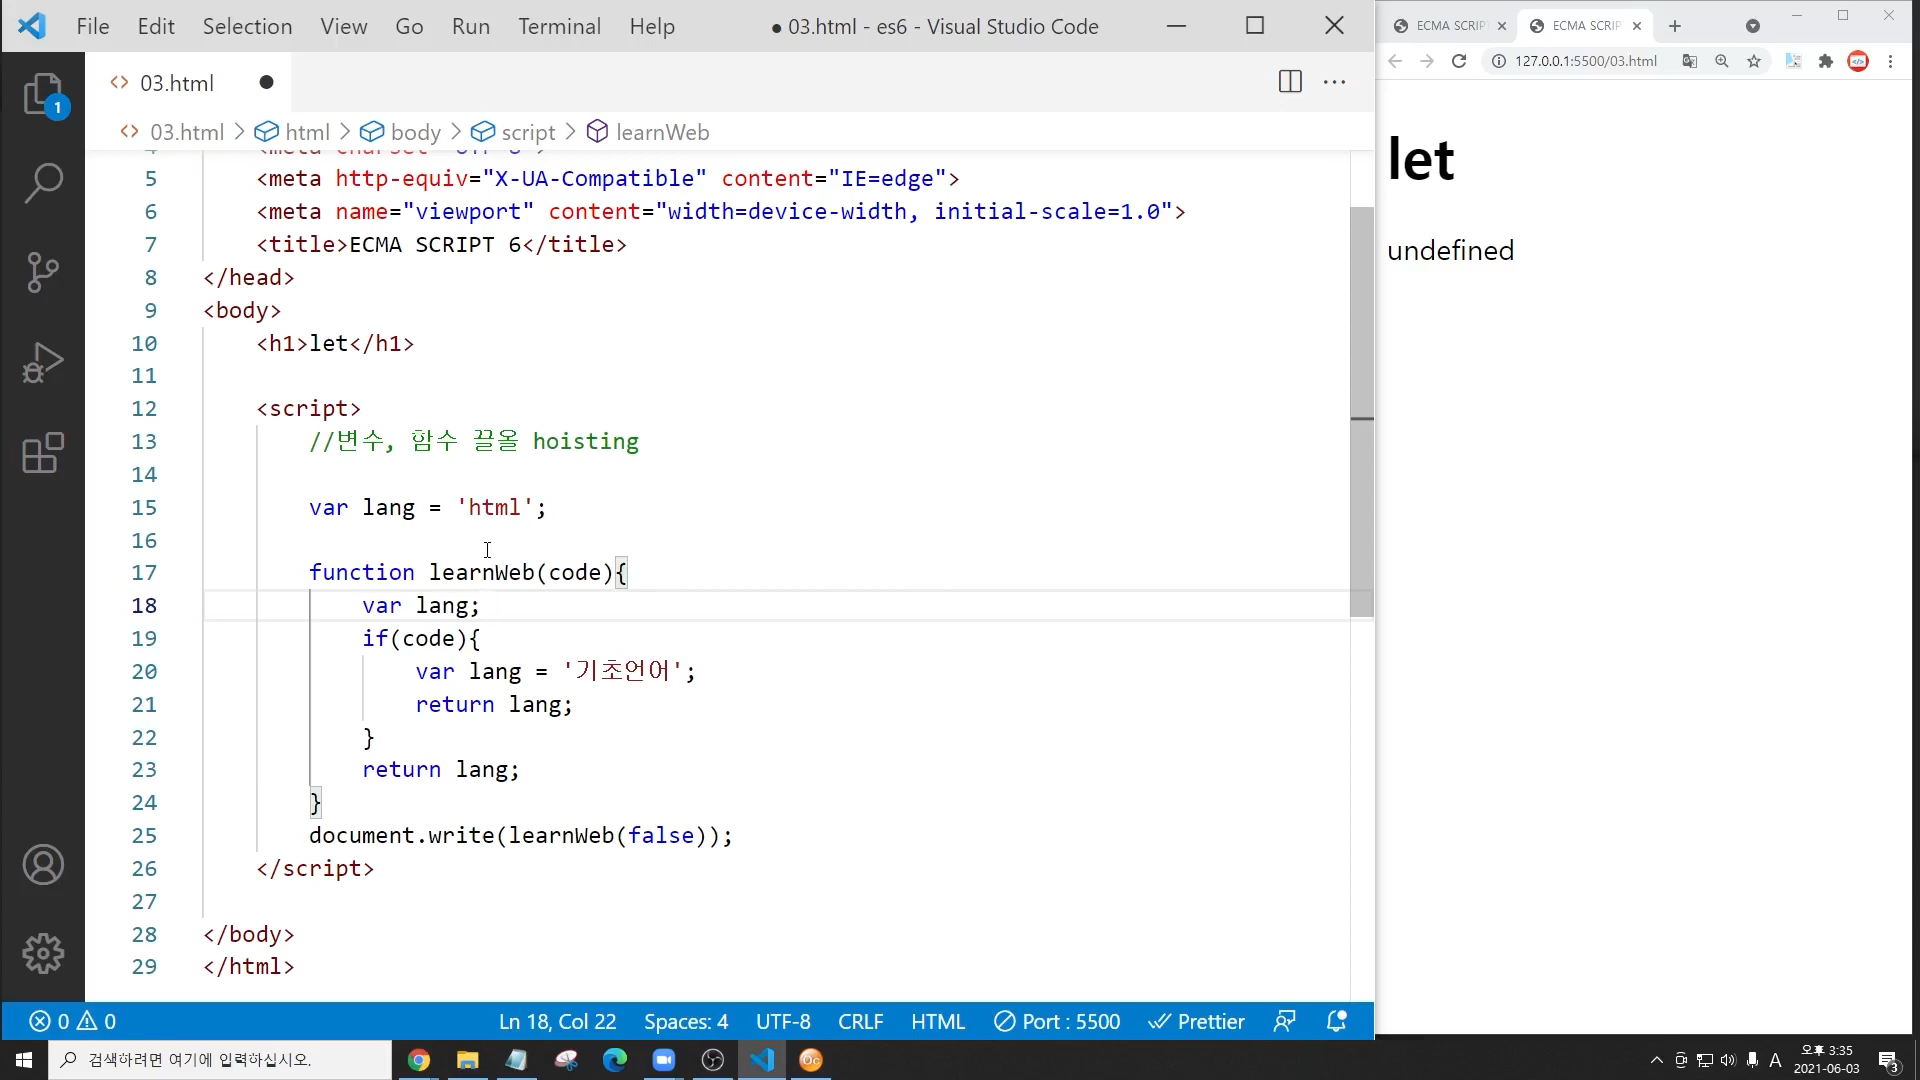 File Edit Selection View Go Run Terminal Help ● 03.html - es6 - Visual Studio Code
03.html
03.html > html > body > script > learnWeb
5 <meta http-equiv="X-UA-Compatible" content="IE=edge">
6 <meta name="viewport" content="width=device-width, initial-scale=1.0">
7 <title>ECMA SCRIPT 6</title>
8 </head>
9 <body>
10 <h1>let</h1>
11
12 <script>
13 //변수, 함수 끌올 hoisting
14
15 var lang = 'html';
16
17 function learnWeb(code){
18 var lang;
19 if(code){
20 var lang = '기초언어';
21 return lang;
22 }
23 return lang;
24 }
25 document.write(learnWeb(false));
26 </script>
27
28 </body>
29 </html>
0 0 Ln 18, Col 22 Spaces: 4 UTF-8 CRLF HTML Port : 5500 Prettier
1
ECMA SCRIP ECMA SCRIP
127.0.0.1:5500/03.html
let
undefined
검색하려면 여기에 입력하십시오.
A 오후 3:35
2021-06-03
3